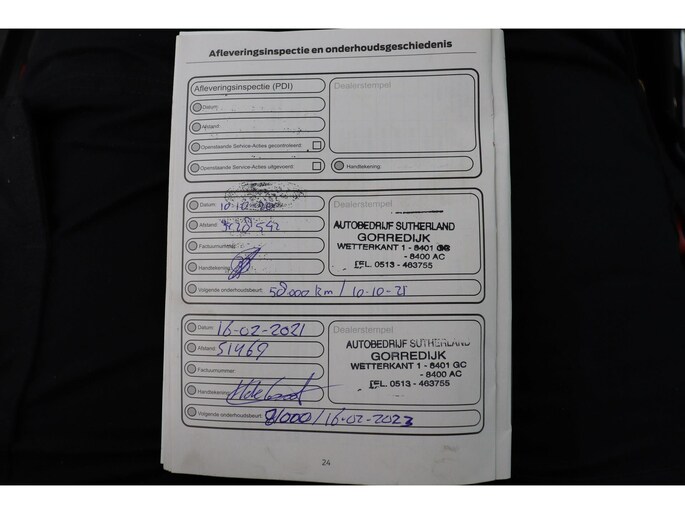 Afleveringsinspectie en onderhoudsgeschiedenis
Afleveringsinspectie (PDI)
Dealerstempel
Datum
Afstand
Openstaande Service-Acties gecontroleerd
Openstaande Service-Acties uitgevoerd
Handtekening
Datum
Dealerstempel
Afstand
AUTOBEDRIJF SUTHERLAND
GORREDIJK
WETTERKANT 1 - 8401 GC
- 8400 AC
TEL. 0513 - 463755
Factuurnummer
Handtekening
Volgende onderhoudsbeurt: 50.000 km / 10-10-21
Datum 16-02-2021
Dealerstempel
Afstand 51469
AUTOBEDRIJF SUTHERLAND
GORREDIJK
WETTERKANT 1 - 8401 GC
- 8400 AC
TEL. 0513 - 463755
Factuurnummer
Handtekening
Volgende onderhoudsbeurt: 81000 / 16-02-2023
24